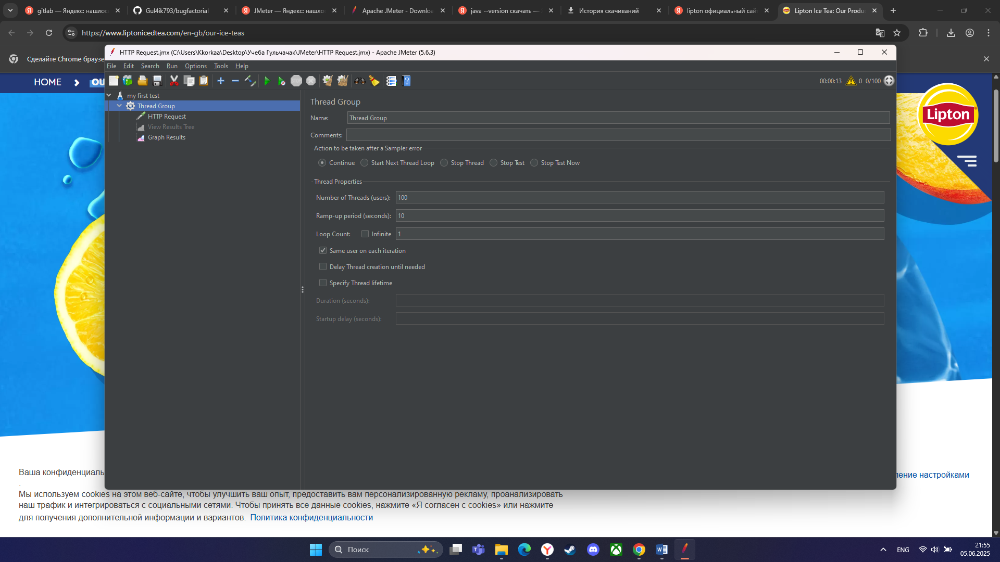 gitlab — Яндекс: нашлось
Gul4ik793/bugfactorial
JMeter — Яндекс: нашло
Apache JMeter - Downloa
java --version скачать —
История скачиваний
lipton официальный сай
Lipton Ice Tea: Our Produ
https://www.liptonicedtea.com/en-gb/our-ice-teas
Сделайте Chrome браузе
HOME
OU
HTTP Request.jmx (C:\Users\Kkorkaa\Desktop\Учеба Гульчачак\JMeter\HTTP Request.jmx) - Apache JMeter (5.6.3)
File Edit Search Run Options Tools Help
STOP
00:00:13 0 0/100
my first test
Thread Group
HTTP Request
View Results Tree
Graph Results
Thread Group
Name: Thread Group
Comments:
Action to be taken after a Sampler error
Continue Start Next Thread Loop Stop Thread Stop Test Stop Test Now
Thread Properties
Number of Threads (users): 100
Ramp-up period (seconds): 10
Loop Count: Infinite 1
Same user on each iteration
Delay Thread creation until needed
Specify Thread lifetime
Duration (seconds):
Startup delay (seconds):
Lipton
Ваша конфиденциаль
ление настройками
.
Мы используем cookies на этом веб-сайте, чтобы улучшить ваш опыт, предоставить вам персонализированную рекламу, проанализировать
наш трафик и интегрироваться с социальными сетями. Чтобы принять все данные cookies, нажмите «Я согласен с cookies» или нажмите
для получения дополнительной информации и вариантов. Политика конфиденциальности
Поиск
ENG
21:55
05.06.2025